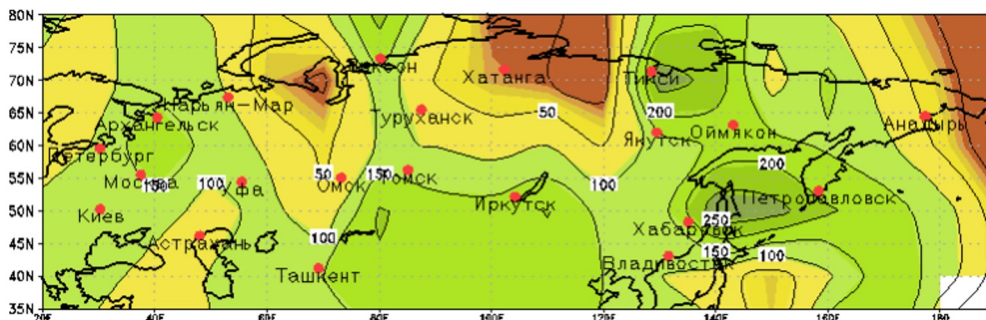 80N
75N
70N
65N
60N
55N
50N
45N
40N
35N
Диксон
Хатанга
Тикси
Нарьян-Мар
Архангельск
Туруханск
50
200
Якутск
Оймякон
Анадырь
Петербург
Москва
150
100
Уфа
50
Омск
150
Томск
100
200
Киев
Иркутск
Петропавловск
250
Хабаровск
Астрахань
100
Ташкент
Владивосток
150
100
20E
40E
60E
80E
100E
120E
140E
160E
180